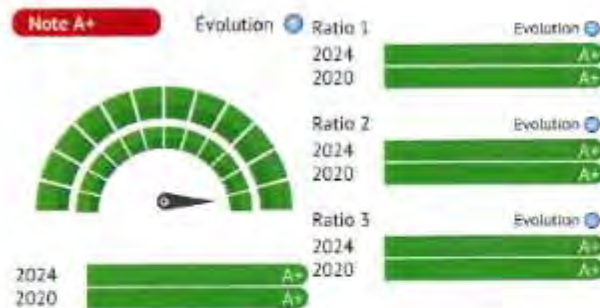 Note A+ Évolution
2024 A+
2020 A+
Ratio 1 Evolution
2024 A+
2020 A+
Ratio 2 Evolution
2024 A+
2020 A+
Ratio 3 Evolution
2024 A+
2020 A+